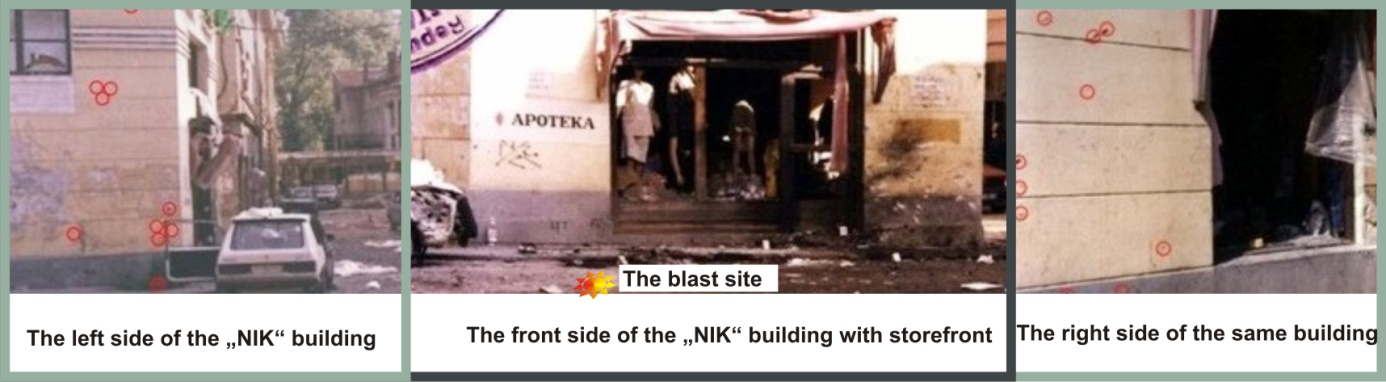 nday
APOTEKA
The blast site
The left side of the „NIK“ building
The front side of the „NIK“ building with storefront
The right side of the same building